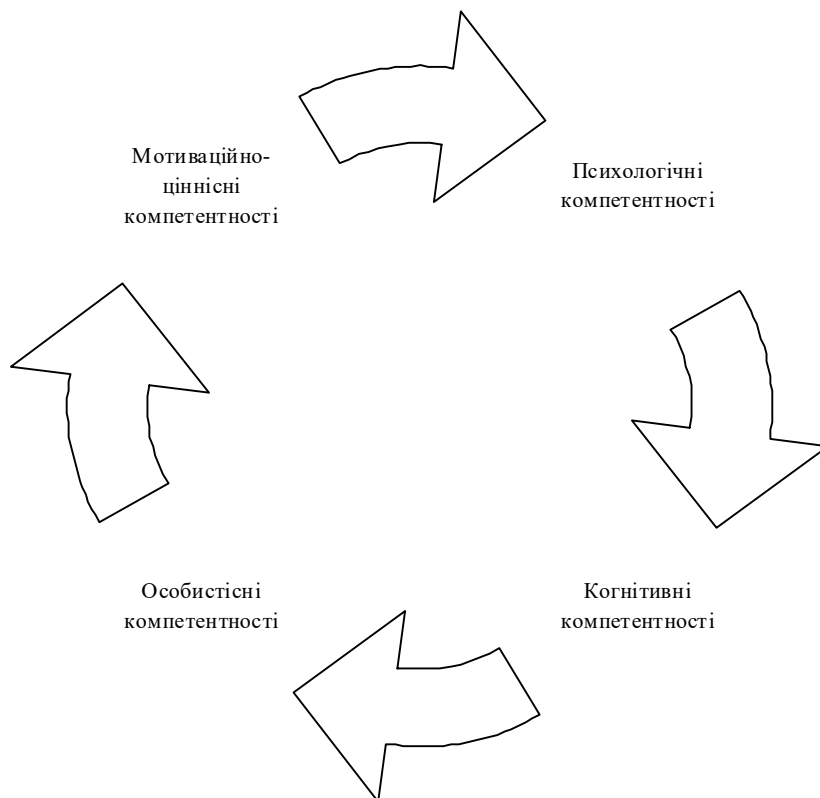 Мотиваційно-
ціннісні
компетентності
Психологічні
компетентності
Особистісні
компетентності
Когнітивні
компетентності